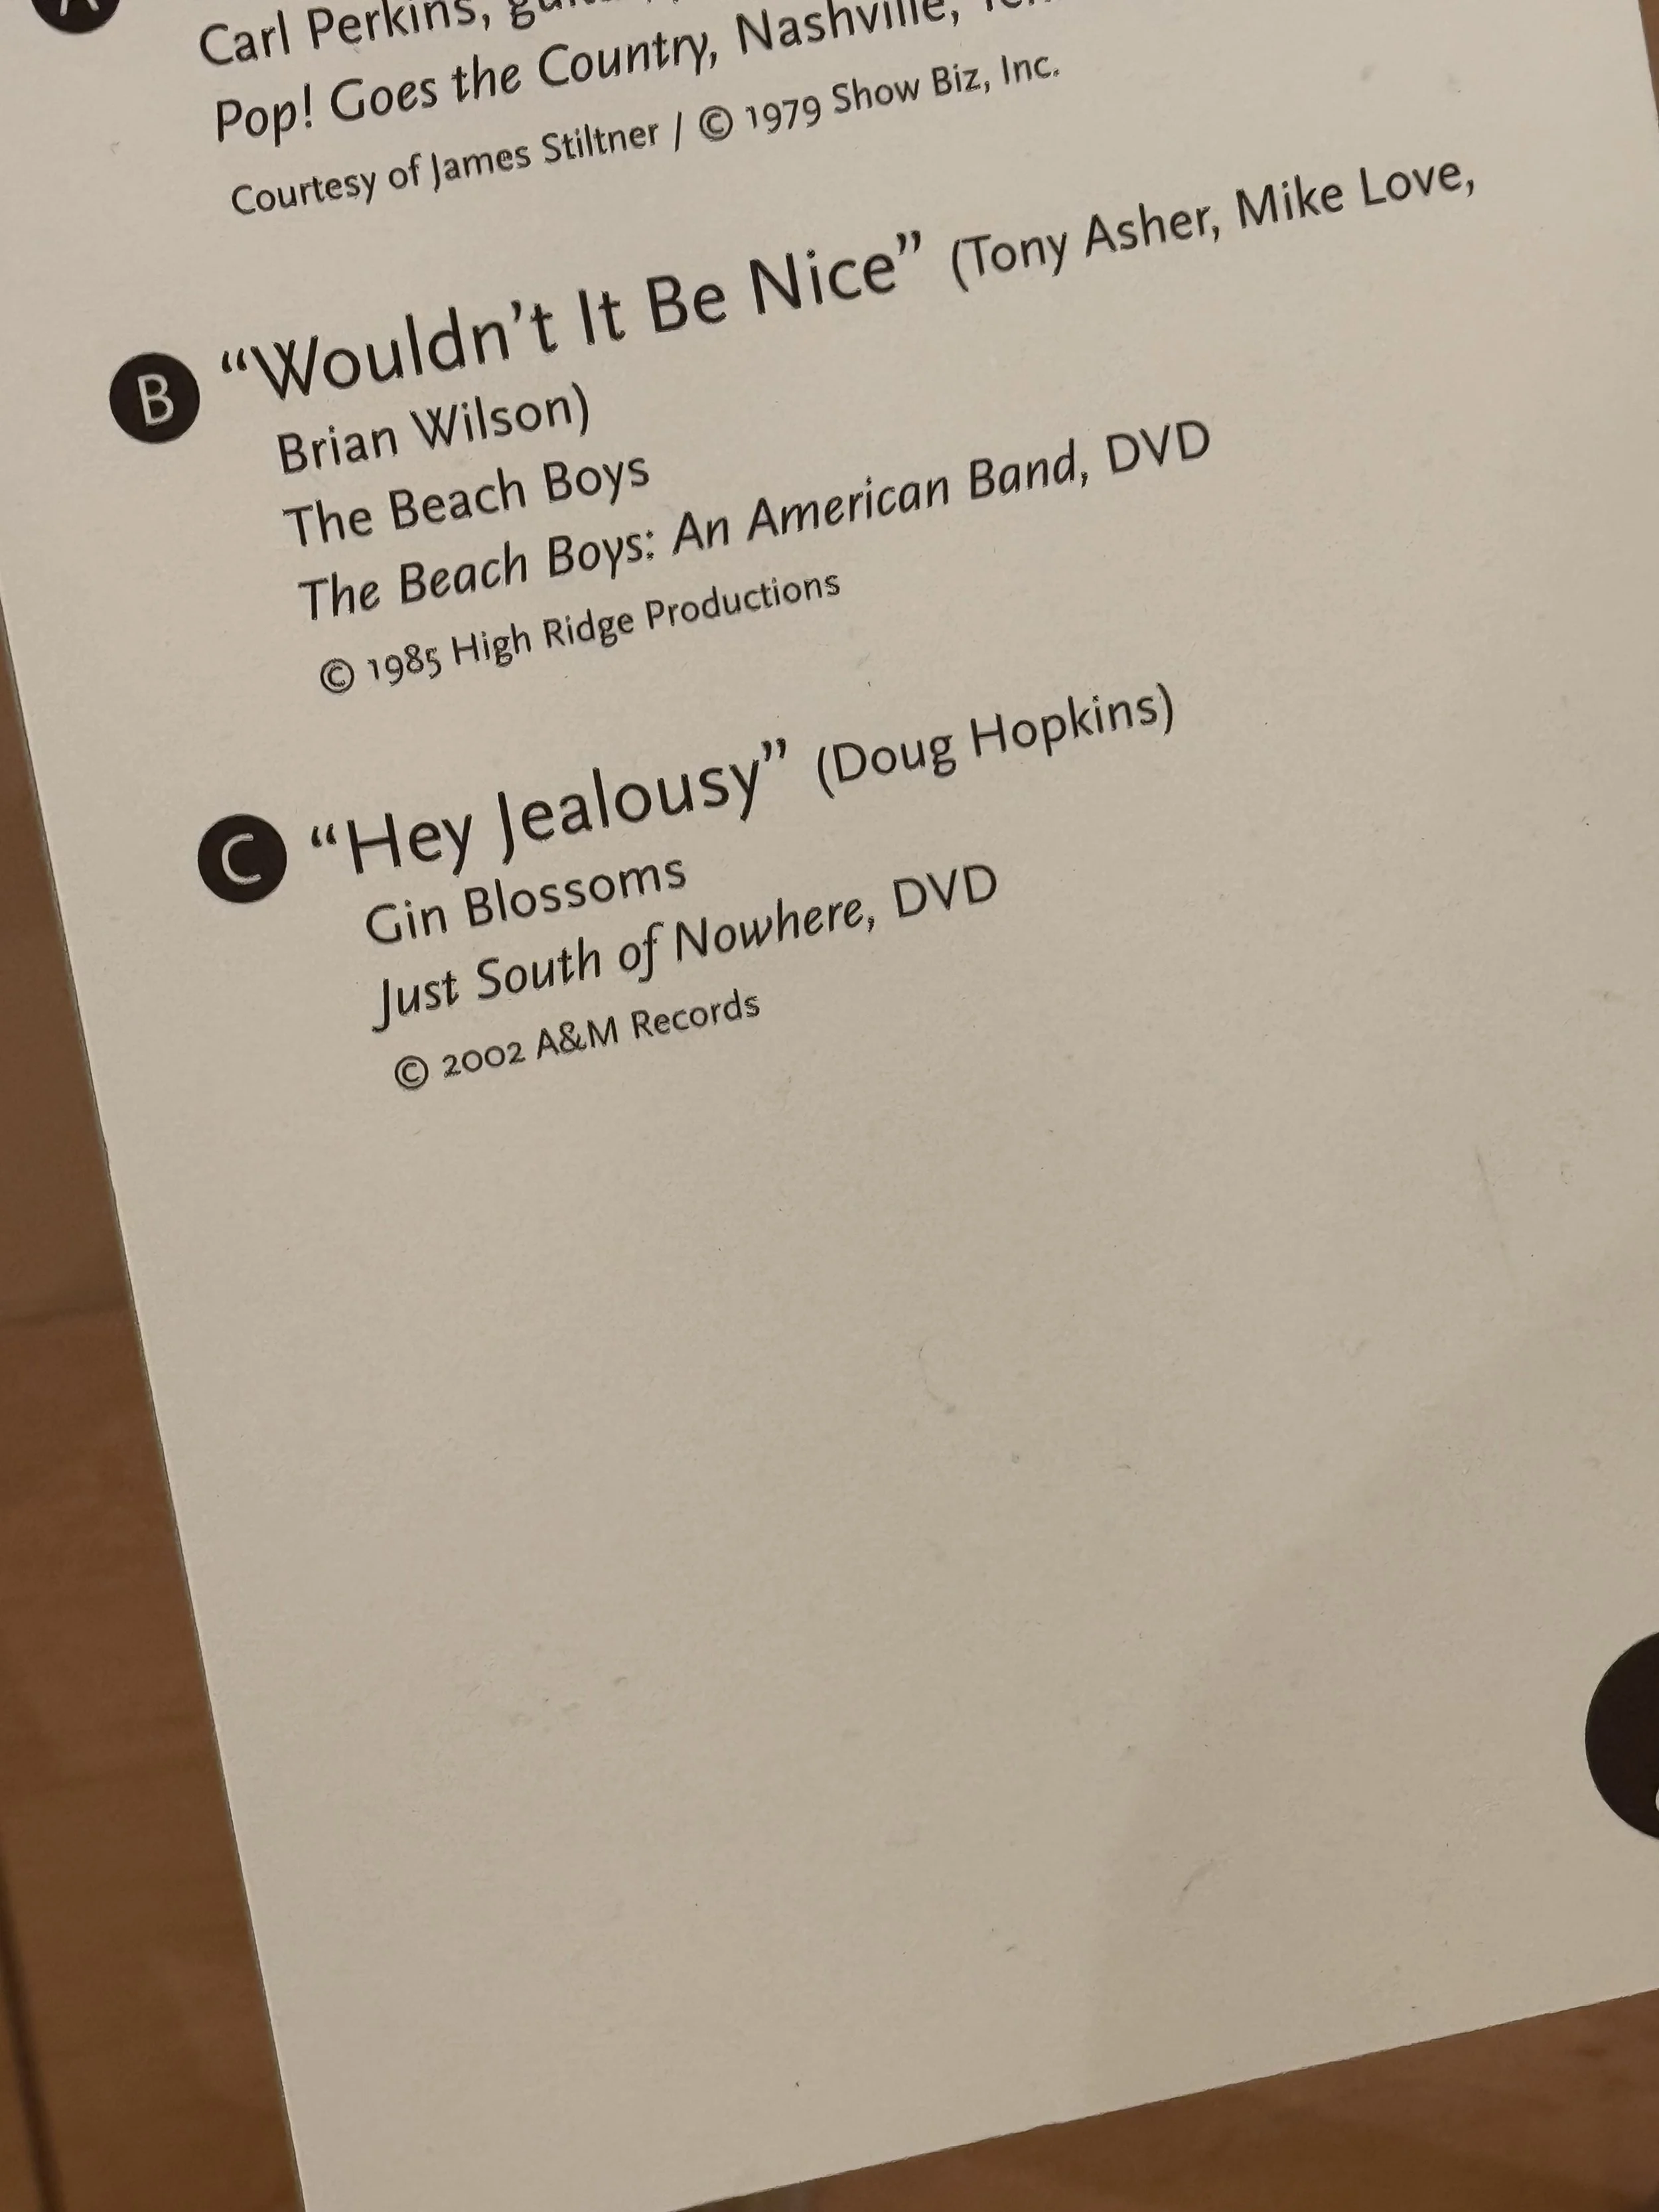 A
Carl Perkins,
Pop! Goes the Country, Nashville,
Courtesy of James Stiltner / © 1979 Show Biz, Inc.
B “Wouldn’t It Be Nice” (Tony Asher, Mike Love,
Brian Wilson)
The Beach Boys
The Beach Boys: An American Band, DVD
© 1985 High Ridge Productions
C “Hey Jealousy” (Doug Hopkins)
Gin Blossoms
Just South of Nowhere, DVD
© 2002 A&M Records